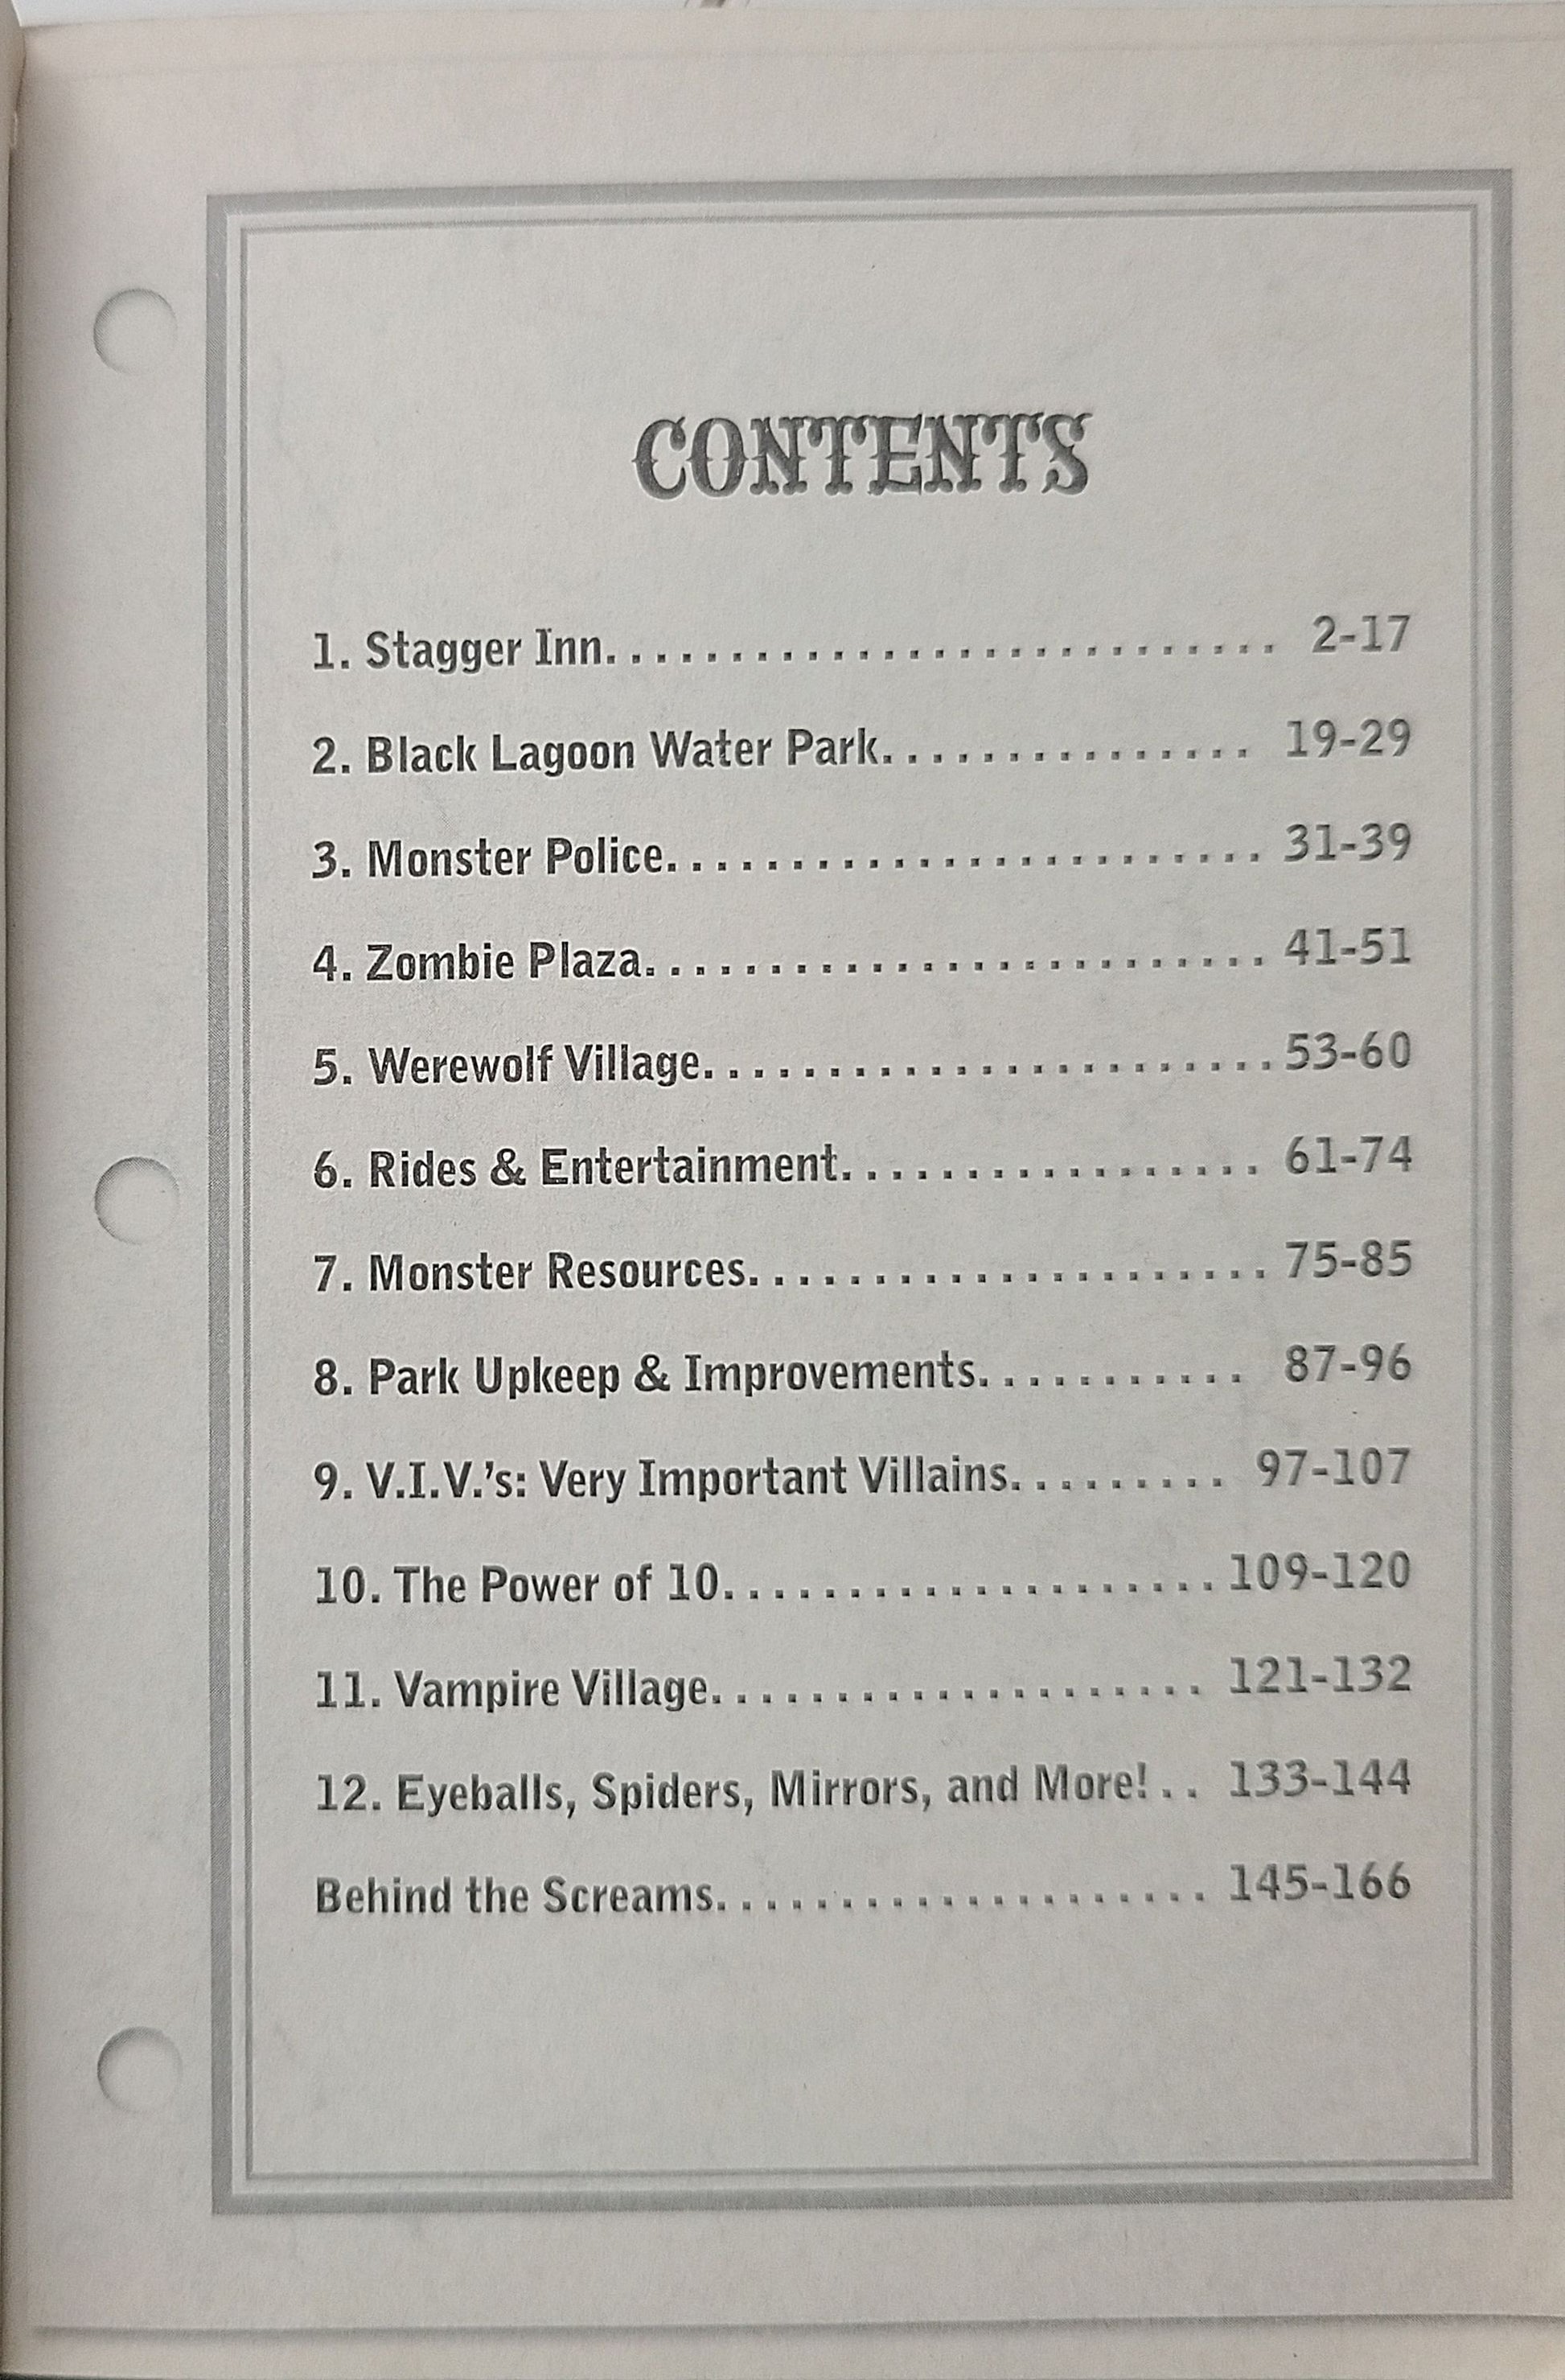 CONTENTS
1. Stagger Inn........................... 2-17
2. Black Lagoon Water Park............... 19-29
3. Monster Police........................ 31-39
4. Zombie Plaza......................... 41-51
5. Werewolf Village.......................53-60
6. Rides & Entertainment................. 61-74
7. Monster Resources..................... 75-85
8. Park Upkeep & Improvements........... 87-96
9. V.I.V.'s: Very Important Villains......... 97-107
10. The Power of 10....................109-120
11. Vampire Village.................... 121-132
12. Eyeballs, Spiders, Mirrors, and More!.. 133-144
Behind the Screams.................... 145-166